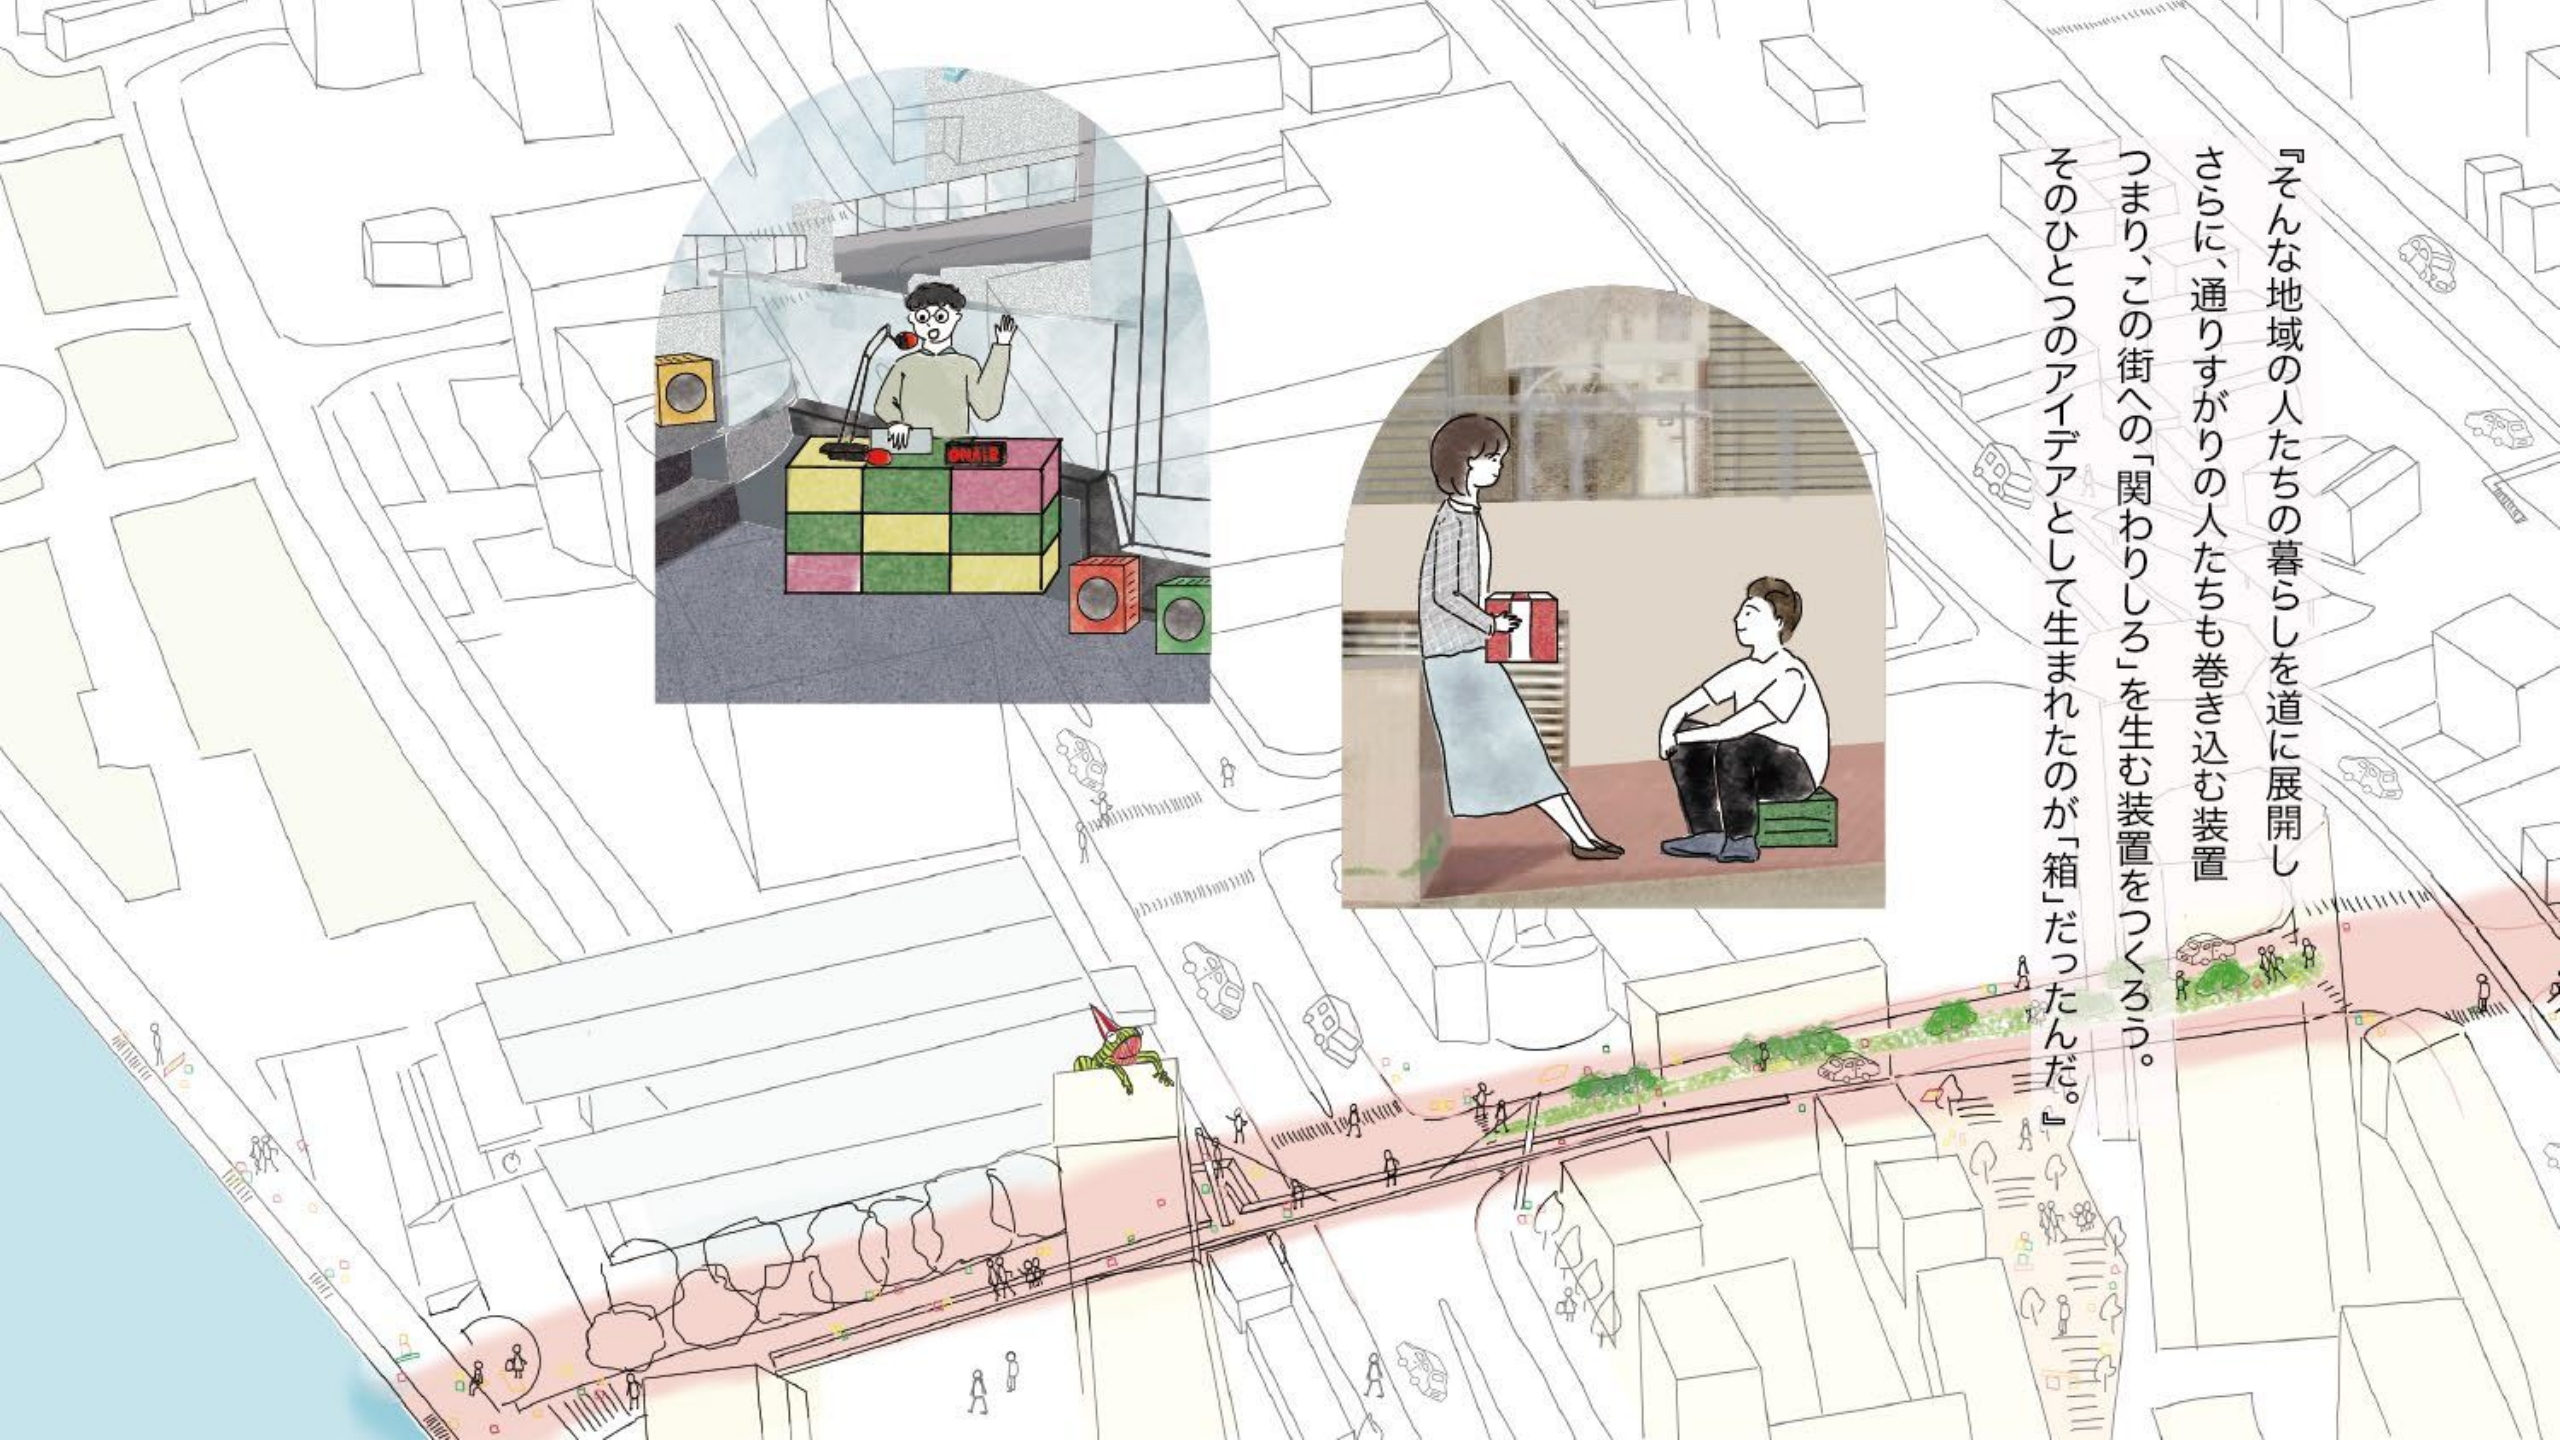 『そんな地域の人たちの暮らしを道に展開し
さらに、通りすがりの人たちも巻き込む装置
つまり、この街への「関わりしろ」を生む装置をつくろう。
そのひとつのアイデアとして生まれたのが「箱」だったんだ。』
ONAIR